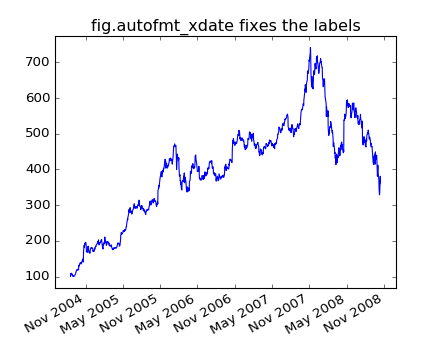 fig.autofmt_xdate fixes the labels
700
600
500
400
300
200
100
Nov 2004
May 2005
Nov 2005
May 2006
Nov 2006
May 2007
Nov 2007
May 2008
Nov 2008